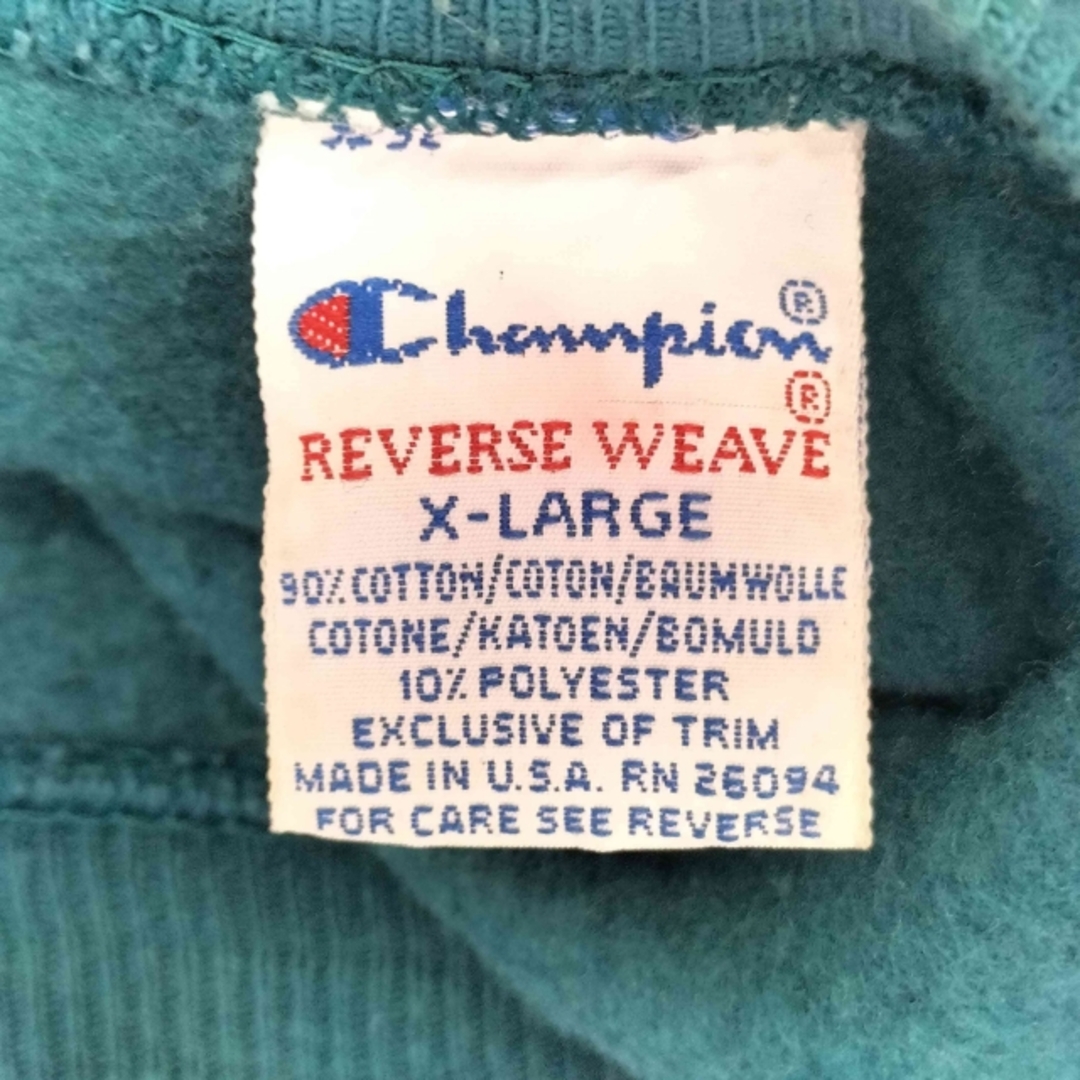 Champion®
®
REVERSE WEAVE
X-LARGE
90% COTTON/COTON/BAUMWOLLE
COTONE/KATOEN/BOMULD
10% POLYESTER
EXCLUSIVE OF TRIM
MADE IN U.S.A. RN 26094
FOR CARE SEE REVERSE